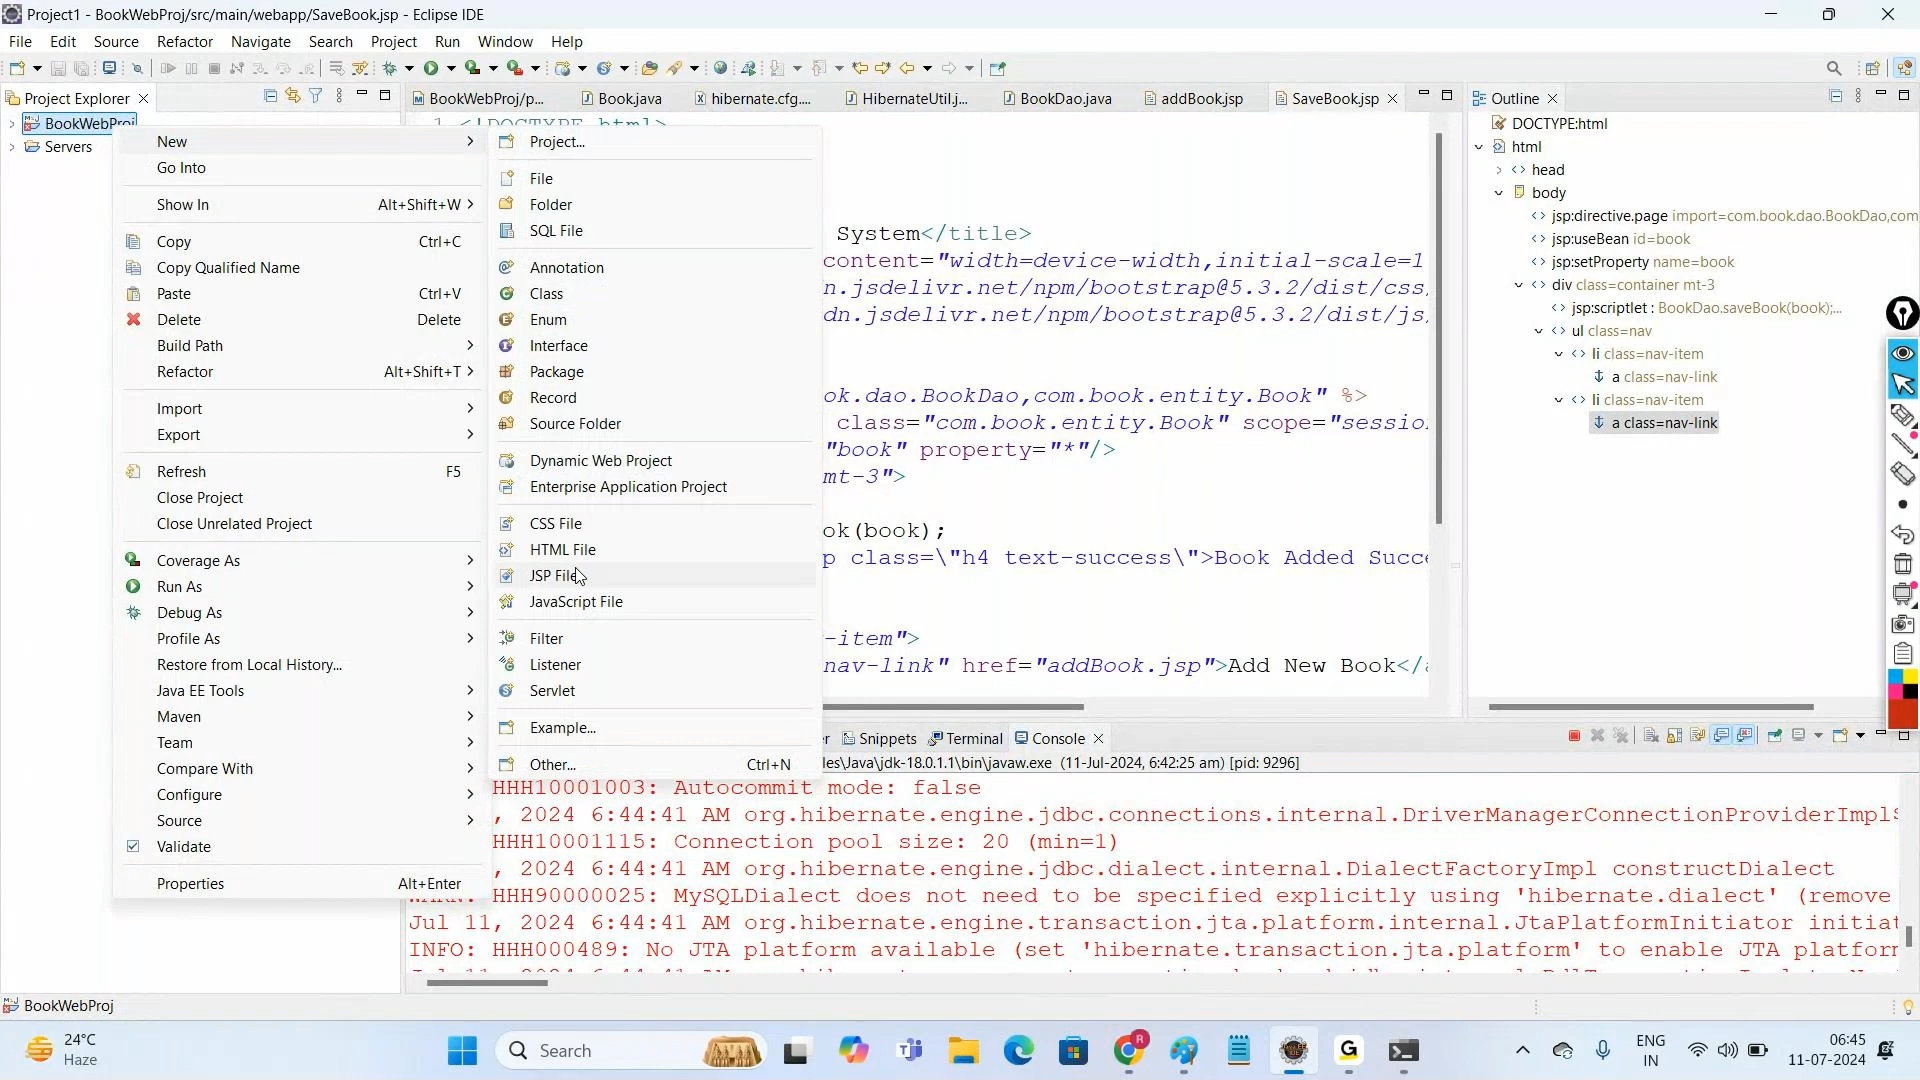 Project1 - BookWebProj/src/main/webapp/SaveBook.jsp - Eclipse IDE
File Edit Source Refactor Navigate Search Project Run Window Help
Project Explorer
BookWebProj/p...
Book.java
hibernate.cfg....
HibernateUtil.j...
BookDao.java
addBook.jsp
SaveBook.jsp
Outline
BookWebProj
Servers
New
Go Into
Show In Alt+Shift+W
Copy Ctrl+C
Copy Qualified Name
Paste Ctrl+V
Delete Delete
Build Path
Refactor Alt+Shift+T
Import
Export
Refresh F5
Close Project
Close Unrelated Project
Coverage As
Run As
Debug As
Profile As
Restore from Local History...
Java EE Tools
Maven
Team
Compare With
Configure
Source
Validate
Properties Alt+Enter
Project...
File
Folder
SQL File
Annotation
Class
Enum
Interface
Package
Record
Source Folder
Dynamic Web Project
Enterprise Application Project
CSS File
HTML File
JSP File
JavaScript File
Filter
Listener
Servlet
Example...
Other... Ctrl+N
1 <!DOCTYPE html>
System</title>
content="width=device-width,initial-scale=1
n.jsdelivr.net/npm/bootstrap@5.3.2/dist/css/
dn.jsdelivr.net/npm/bootstrap@5.3.2/dist/js/
ok.dao.BookDao,com.book.entity.Book" %>
class="com.book.entity.Book" scope="session
"book" property="*"/>
mt-3">
ok(book);
p class=\"h4 text-success\">Book Added Succe
-item">
nav-link" href="addBook.jsp">Add New Book</a
DOCTYPE:html
html
head
body
jsp:directive.page import=com.book.dao.BookDao,com
jsp:useBean id=book
jsp:setProperty name=book
div class=container mt-3
jsp:scriptlet : BookDao.saveBook(book);...
ul class=nav
li class=nav-item
a class=nav-link
li class=nav-item
a class=nav-link
Snippets
Terminal
Console
les\Java\jdk-18.0.1.1\bin\javaw.exe (11-Jul-2024, 6:42:25 am) [pid: 9296]
HHH10001003: Autocommit mode: false
, 2024 6:44:41 AM org.hibernate.engine.jdbc.connections.internal.DriverManagerConnectionProviderImpl
HHH10001115: Connection pool size: 20 (min=1)
, 2024 6:44:41 AM org.hibernate.engine.jdbc.dialect.internal.DialectFactoryImpl constructDialect
WARN: HHH90000025: MySQLDialect does not need to be specified explicitly using 'hibernate.dialect' (remove
Jul 11, 2024 6:44:41 AM org.hibernate.engine.transaction.jta.platform.internal.JtaPlatformInitiator initiat
INFO: HHH000489: No JTA platform available (set 'hibernate.transaction.jta.platform' to enable JTA platform
BookWebProj
24°C
Haze
Search
ENG
IN
06:45
11-07-2024